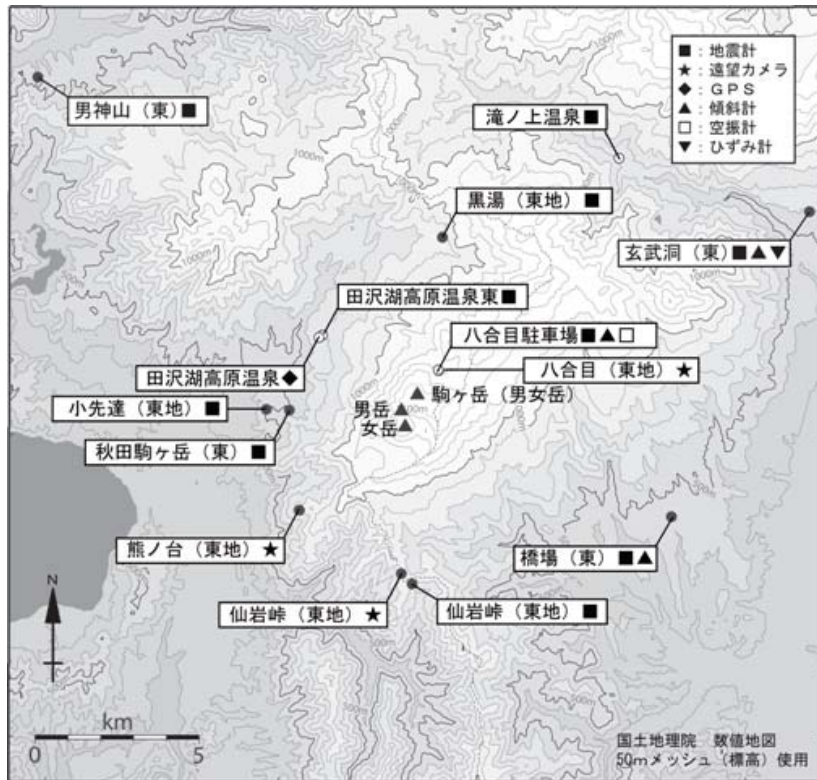 ■：地震計
★：遠望カメラ
◆：ＧＰＳ
▲：傾斜計
□：空振計
▼：ひずみ計
男神山（東）■
滝ノ上温泉■
黒湯（東地）■
玄武洞（東）■▲▼
田沢湖高原温泉東■
八合目駐車場■▲□
八合目（東地）★
田沢湖高原温泉◆
駒ヶ岳（男女岳）
小先達（東地）■
男岳
女岳
秋田駒ヶ岳（東）■
熊ノ台（東地）★
橋場（東）■▲
仙岩峠（東地）★
仙岩峠（東地）■
N
km
0 5
国土地理院 数値地図
50mメッシュ（標高）使用
1000m
1000m
1000m
500m
500m